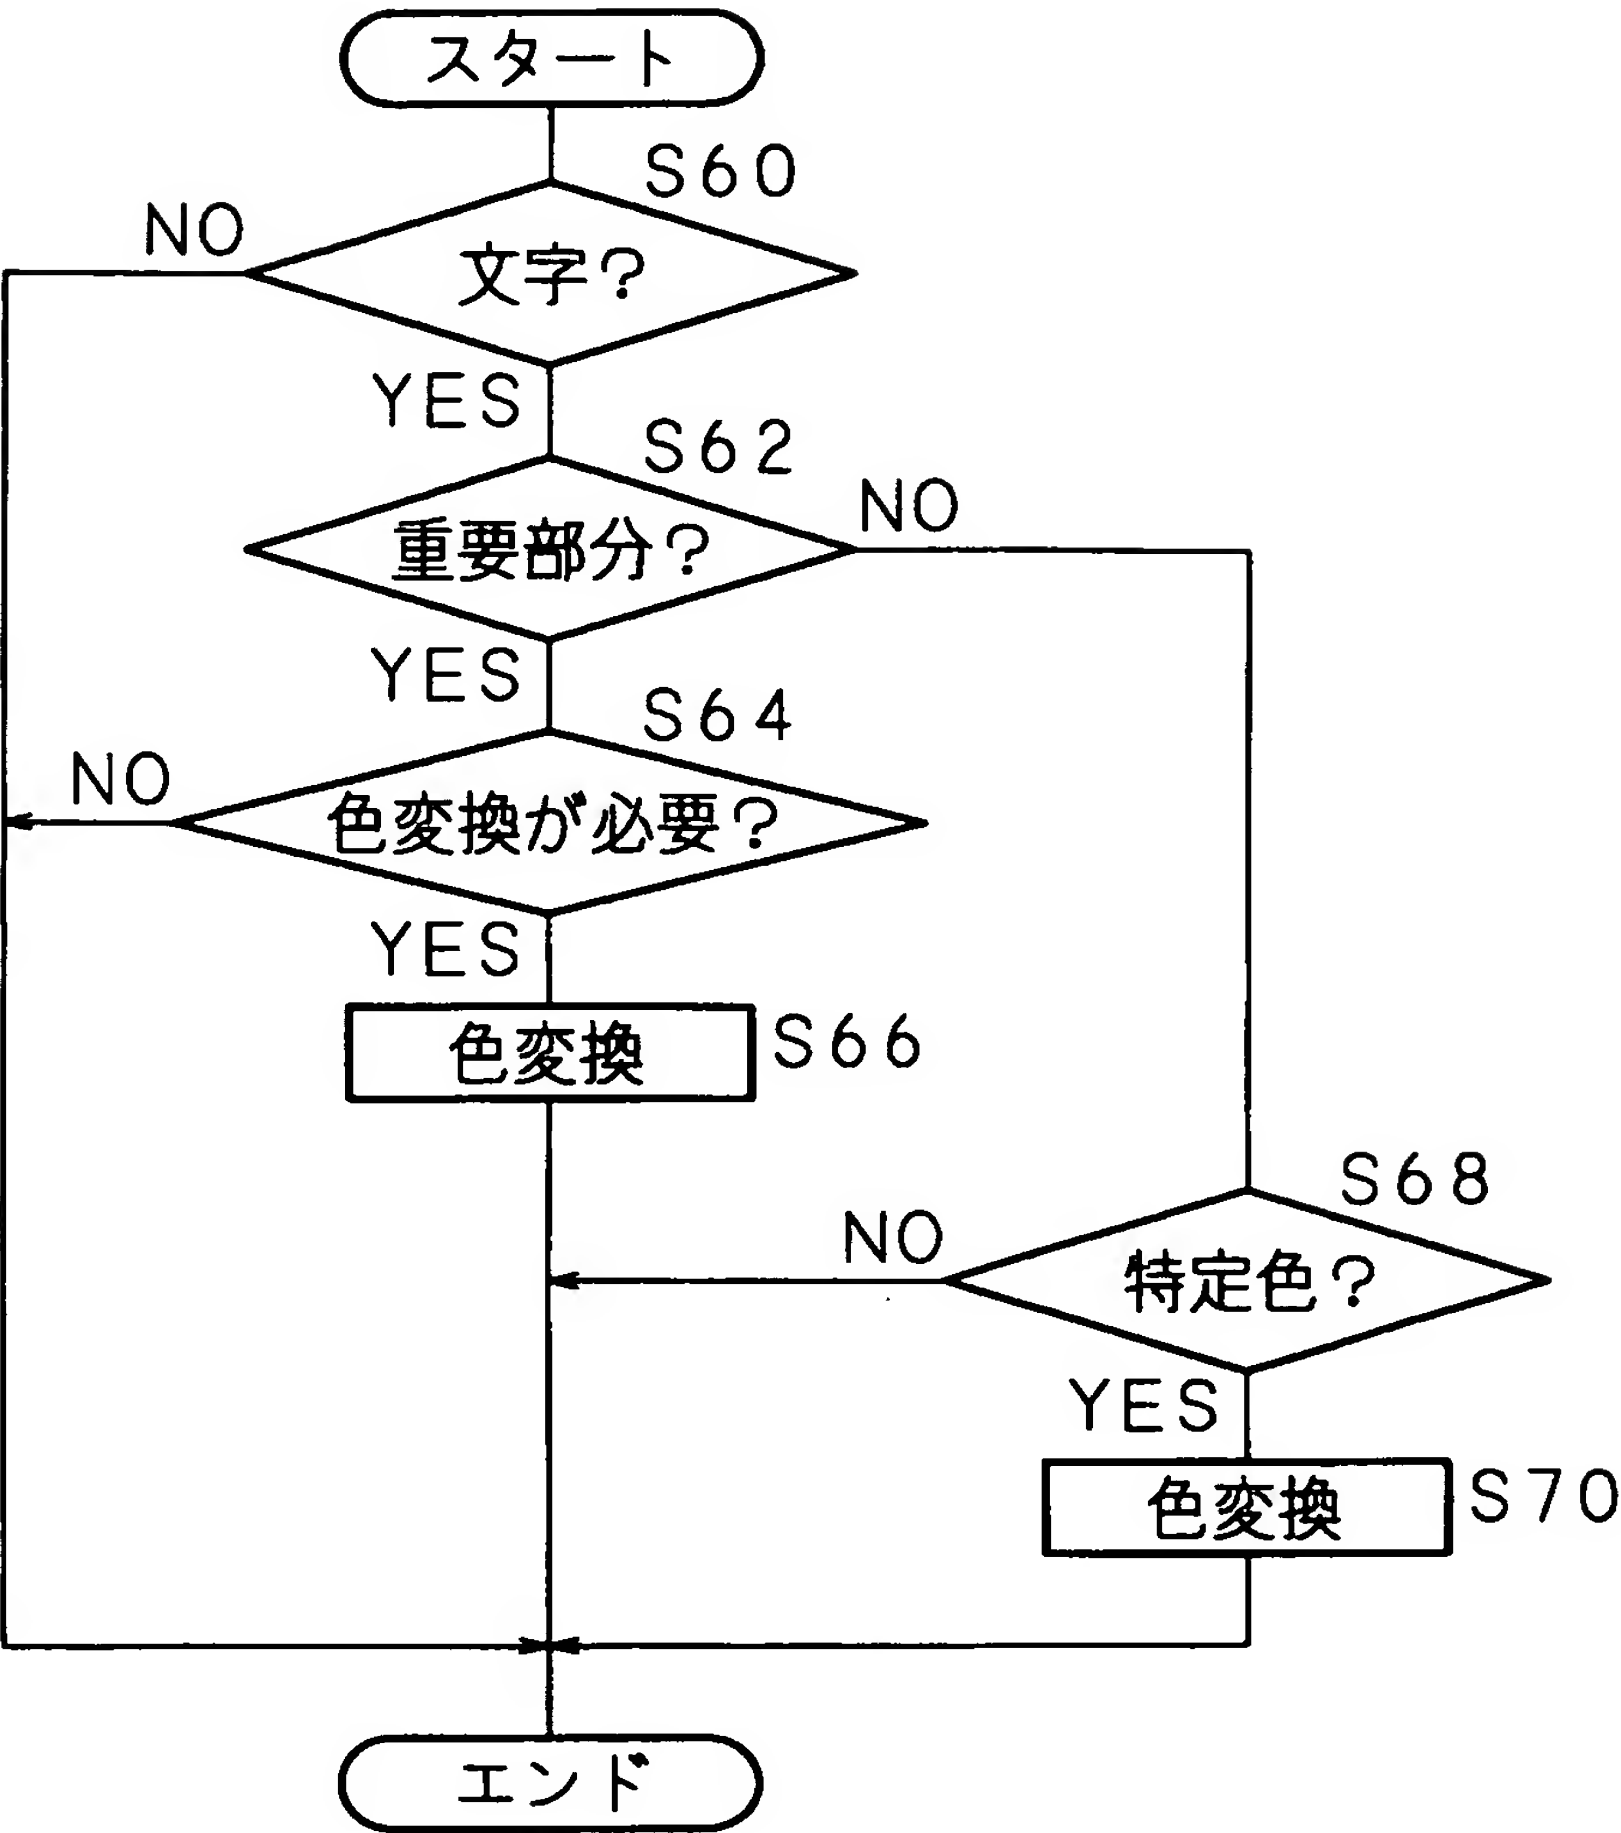 スタート
S60
NO
文字？
YES
S62
NO
重要部分？
YES
S64
NO
色変換が必要？
YES
色変換
S66
S68
NO
特定色？
YES
色変換
S70
エンド